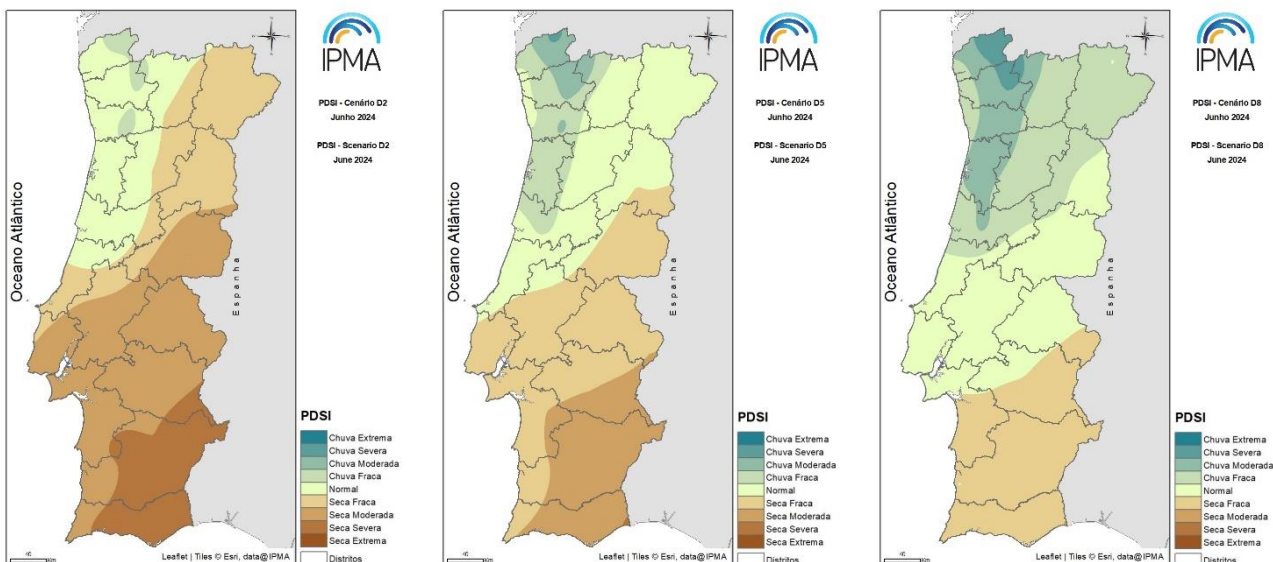 IPMA
PDSI - Cenário D2
Junho 2024
PDSI - Scenario D2
June 2024
Oceano Atlântico
Espanha
PDSI
Chuva Extrema
Chuva Severa
Chuva Moderada
Chuva Fraca
Normal
Seca Fraca
Seca Moderada
Seca Severa
Seca Extrema
Distritos
Leaflet | Tiles © Esri, data@IPMA
IPMA
PDSI - Cenário D5
Junho 2024
PDSI - Scenario D5
June 2024
Oceano Atlântico
Espanha
PDSI
Chuva Extrema
Chuva Severa
Chuva Moderada
Chuva Fraca
Normal
Seca Fraca
Seca Moderada
Seca Severa
Seca Extrema
Distritos
Leaflet | Tiles © Esri, data@IPMA
IPMA
PDSI - Cenário D8
Junho 2024
PDSI - Scenario D8
June 2024
Oceano Atlântico
Espanha
PDSI
Chuva Extrema
Chuva Severa
Chuva Moderada
Chuva Fraca
Normal
Seca Fraca
Seca Moderada
Seca Severa
Seca Extrema
Distritos
Leaflet | Tiles © Esri, data@IPMA